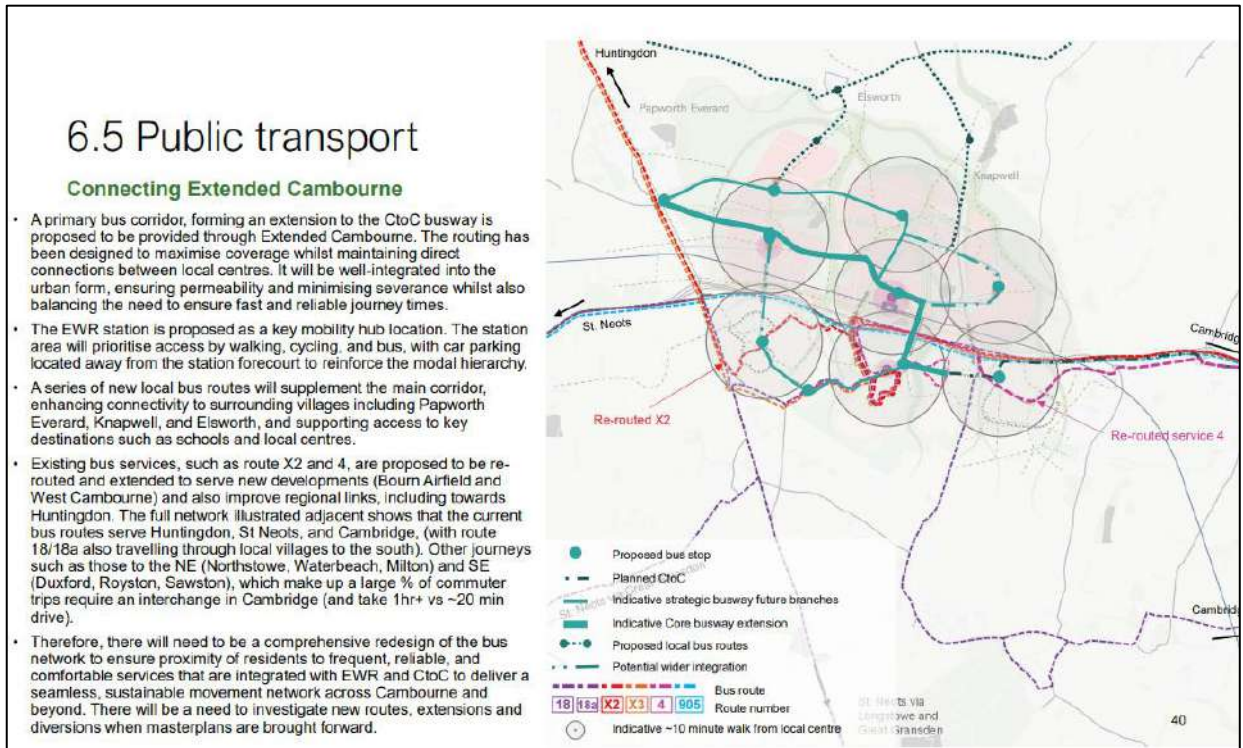 6.5 Public transport
Connecting Extended Cambourne
• A primary bus corridor, forming an extension to the CtoC busway is
proposed to be provided through Extended Cambourne. The routing has
been designed to maximise coverage whilst maintaining direct
connections between local centres. It will be well-integrated into the
urban form, ensuring permeability and minimising severance whilst also
balancing the need to ensure fast and reliable journey times.
• The EWR station is proposed as a key mobility hub location. The station
area will prioritise access by walking, cycling, and bus, with car parking
located away from the station forecourt to reinforce the modal hierarchy.
• A series of new local bus routes will supplement the main corridor,
enhancing connectivity to surrounding villages including Papworth
Everard, Knapwell, and Elsworth, and supporting access to key
destinations such as schools and local centres.
• Existing bus services, such as route X2 and 4, are proposed to be re-
routed and extended to serve new developments (Bourn Airfield and
West Cambourne) and also improve regional links, including towards
Huntingdon. The full network illustrated adjacent shows that the current
bus routes serve Huntingdon, St Neots, and Cambridge, (with route
18/18a also travelling through local villages to the south). Other journeys
such as those to the NE (Northstowe, Waterbeach, Milton) and SE
(Duxford, Royston, Sawston), which make up a large % of commuter
trips require an interchange in Cambridge (and take 1hr+ vs ~20 min
drive).
• Therefore, there will need to be a comprehensive redesign of the bus
network to ensure proximity of residents to frequent, reliable, and
comfortable services that are integrated with EWR and CtoC to deliver a
seamless, sustainable movement network across Cambourne and
beyond. There will be a need to investigate new routes, extensions and
diversions when masterplans are brought forward.
Huntingdon
Papworth Everard
Elsworth
Knapwell
St. Neots
Cambridg
Re-routed X2
Re-routed service 4
Cambridg
Proposed bus stop
Planned CtoC
Indicative strategic busway future branches
Indicative Core busway extension
Proposed local bus routes
Potential wider integration
Bus route
18 18a X2 X3 4 905 Route number
Indicative ~10 minute walk from local centre
St. Neots via
St. Neots via
Longstowe and
Great Gransden
40